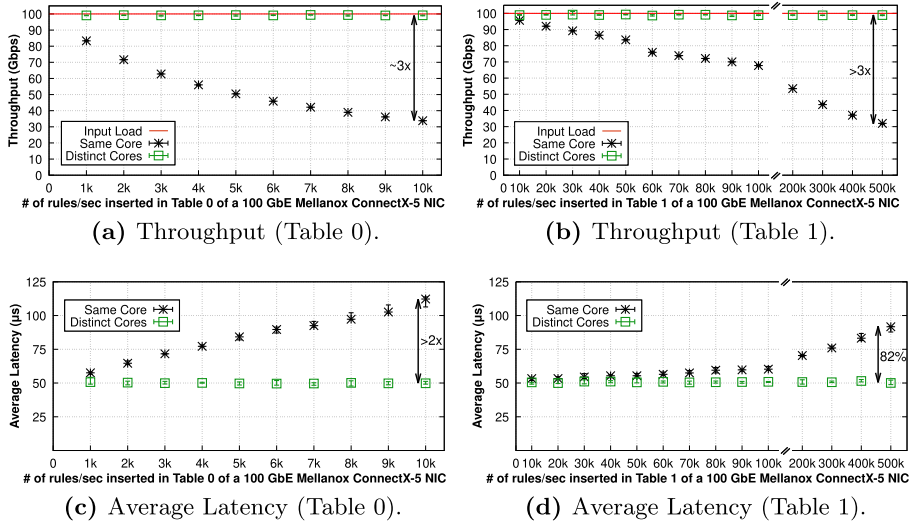 Throughput (Gbps)
100
90
80
70
60
50
40
30
20
10
0
~3x
Input Load
Same Core
Distinct Cores
0 1k 2k 3k 4k 5k 6k 7k 8k 9k 10k
# of rules/sec inserted in Table 0 of a 100 GbE Mellanox ConnectX-5 NIC
(a) Throughput (Table 0).
Throughput (Gbps)
100
90
80
70
60
50
40
30
20
10
0
>3x
Input Load
Same Core
Distinct Cores
0 10k 20k 30k 40k 50k 60k 70k 80k 90k 100k 200k 300k 400k 500k
# of rules/sec inserted in Table 1 of a 100 GbE Mellanox ConnectX-5 NIC
(b) Throughput (Table 1).
Average Latency (µs)
125
100
75
50
25
Same Core
Distinct Cores
>2x
0 1k 2k 3k 4k 5k 6k 7k 8k 9k 10k
# of rules/sec inserted in Table 0 of a 100 GbE Mellanox ConnectX-5 NIC
(c) Average Latency (Table 0).
Average Latency (µs)
125
100
75
50
25
Same Core
Distinct Cores
82%
0 10k 20k 30k 40k 50k 60k 70k 80k 90k 100k 200k 300k 400k 500k
# of rules/sec inserted in Table 1 of a 100 GbE Mellanox ConnectX-5 NIC
(d) Average Latency (Table 1).